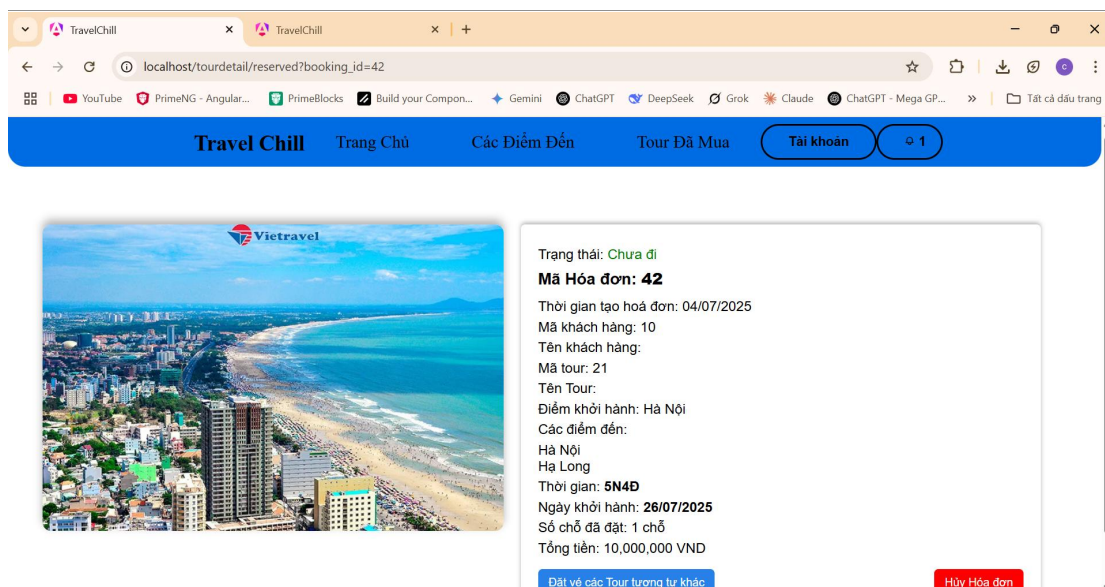 TravelChill
TravelChill
localhost/tourdetail/reserved?booking_id=42
YouTube
PrimeNG - Angular...
PrimeBlocks
Build your Compon...
Gemini
ChatGPT
DeepSeek
Grok
Claude
ChatGPT - Mega GP...
Tất cả dấu trang
Travel Chill
Trang Chủ
Các Điểm Đến
Tour Đã Mua
Tài khoản
1
Vietravel
Trạng thái: Chưa đi
Mã Hóa đơn: 42
Thời gian tạo hoá đơn: 04/07/2025
Mã khách hàng: 10
Tên khách hàng:
Mã tour: 21
Tên Tour:
Điểm khởi hành: Hà Nội
Các điểm đến:
Hà Nội
Hạ Long
Thời gian: 5N4Đ
Ngày khởi hành: 26/07/2025
Số chỗ đã đặt: 1 chỗ
Tổng tiền: 10,000,000 VND
Đặt vé các Tour tương tự khác
Hủy Hóa đơn